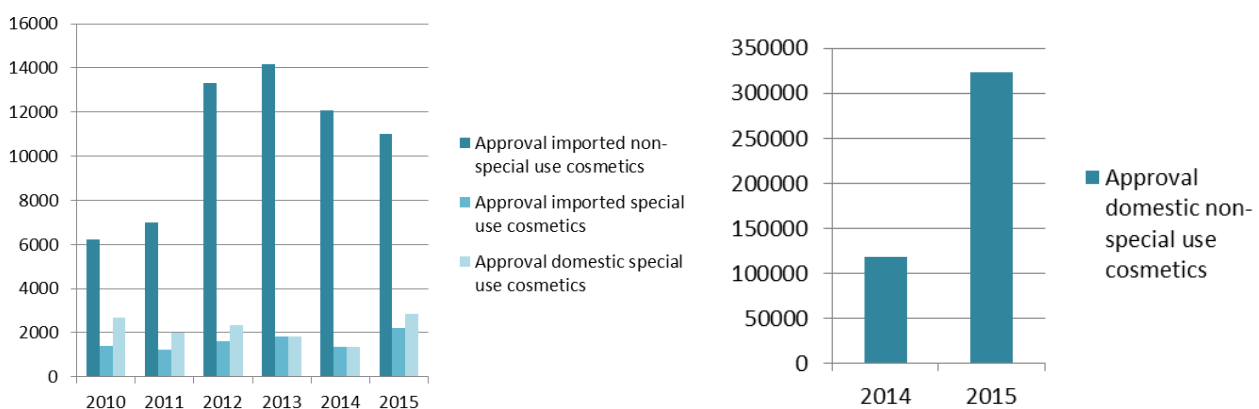 16000
14000
12000
10000
8000
6000
4000
2000
0
2010 2011 2012 2013 2014 2015
Approval imported non-
special use cosmetics
Approval imported special
use cosmetics
Approval domestic special
use cosmetics
350000
300000
250000
200000
150000
100000
50000
0
2014 2015
Approval
domestic non-
special use
cosmetics